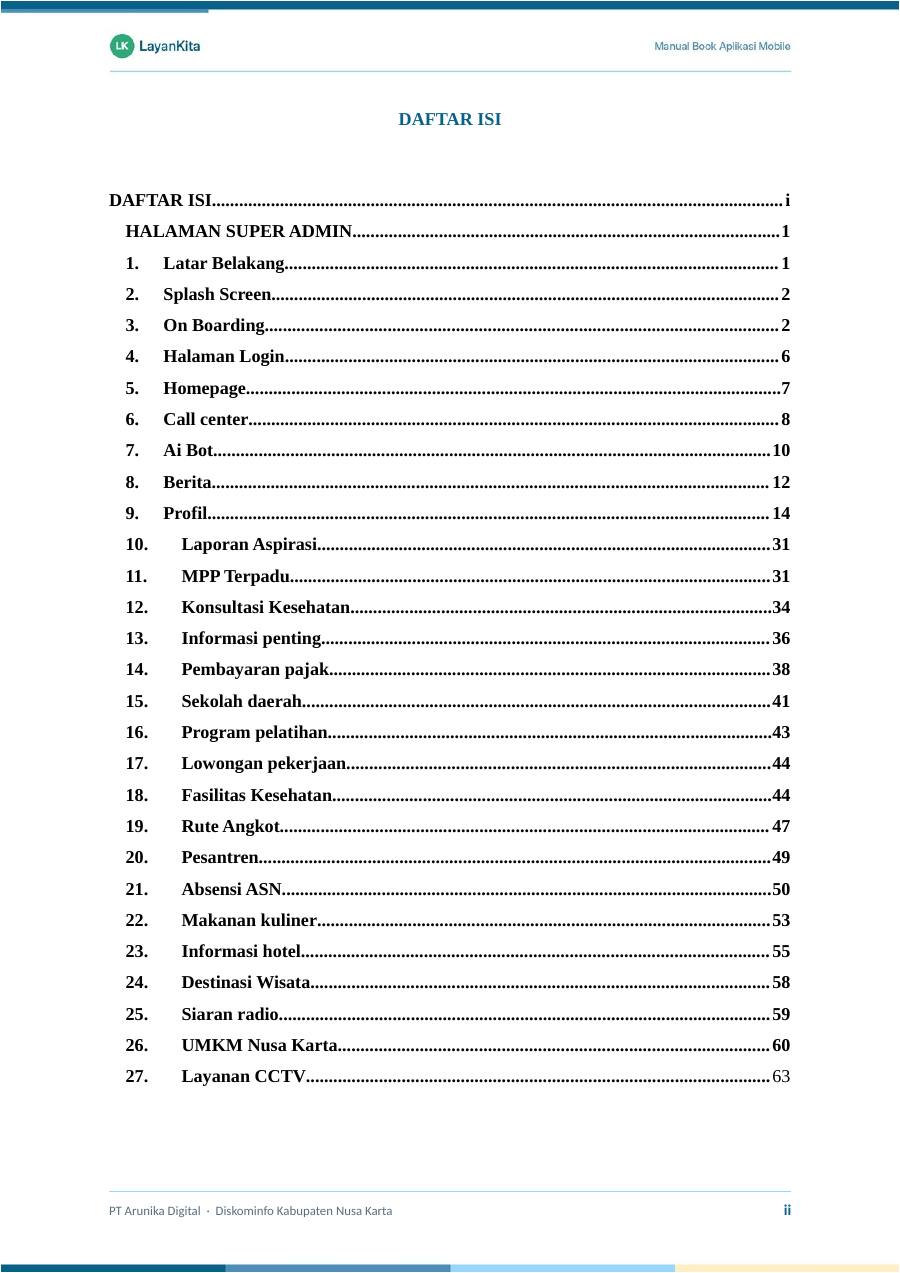 LK LayanKita
Manual Book Aplikasi Mobile
DAFTAR ISI
DAFTAR ISI............................................................................................................................ i
HALAMAN SUPER ADMIN............................................................................................1
1. Latar Belakang........................................................................................................... 1
2. Splash Screen.............................................................................................................. 2
3. On Boarding................................................................................................................ 2
4. Halaman Login........................................................................................................... 6
5. Homepage....................................................................................................................7
6. Call center................................................................................................................... 8
7. Ai Bot.........................................................................................................................10
8. Berita......................................................................................................................... 12
9. Profil.......................................................................................................................... 14
10. Laporan Aspirasi...................................................................................................31
11. MPP Terpadu........................................................................................................ 31
12. Konsultasi Kesehatan............................................................................................34
13. Informasi penting.................................................................................................. 36
14. Pembayaran pajak................................................................................................38
15. Sekolah daerah......................................................................................................41
16. Program pelatihan.................................................................................................43
17. Lowongan pekerjaan.............................................................................................44
18. Fasilitas Kesehatan................................................................................................44
19. Rute Angkot.......................................................................................................... 47
20. Pesantren................................................................................................................49
21. Absensi ASN..........................................................................................................50
22. Makanan kuliner................................................................................................... 53
23. Informasi hotel...................................................................................................... 55
24. Destinasi Wisata....................................................................................................58
25. Siaran radio........................................................................................................... 59
26. UMKM Nusa Karta.............................................................................................. 60
27. Layanan CCTV.....................................................................................................63
PT Arunika Digital · Diskominfo Kabupaten Nusa Karta
ii